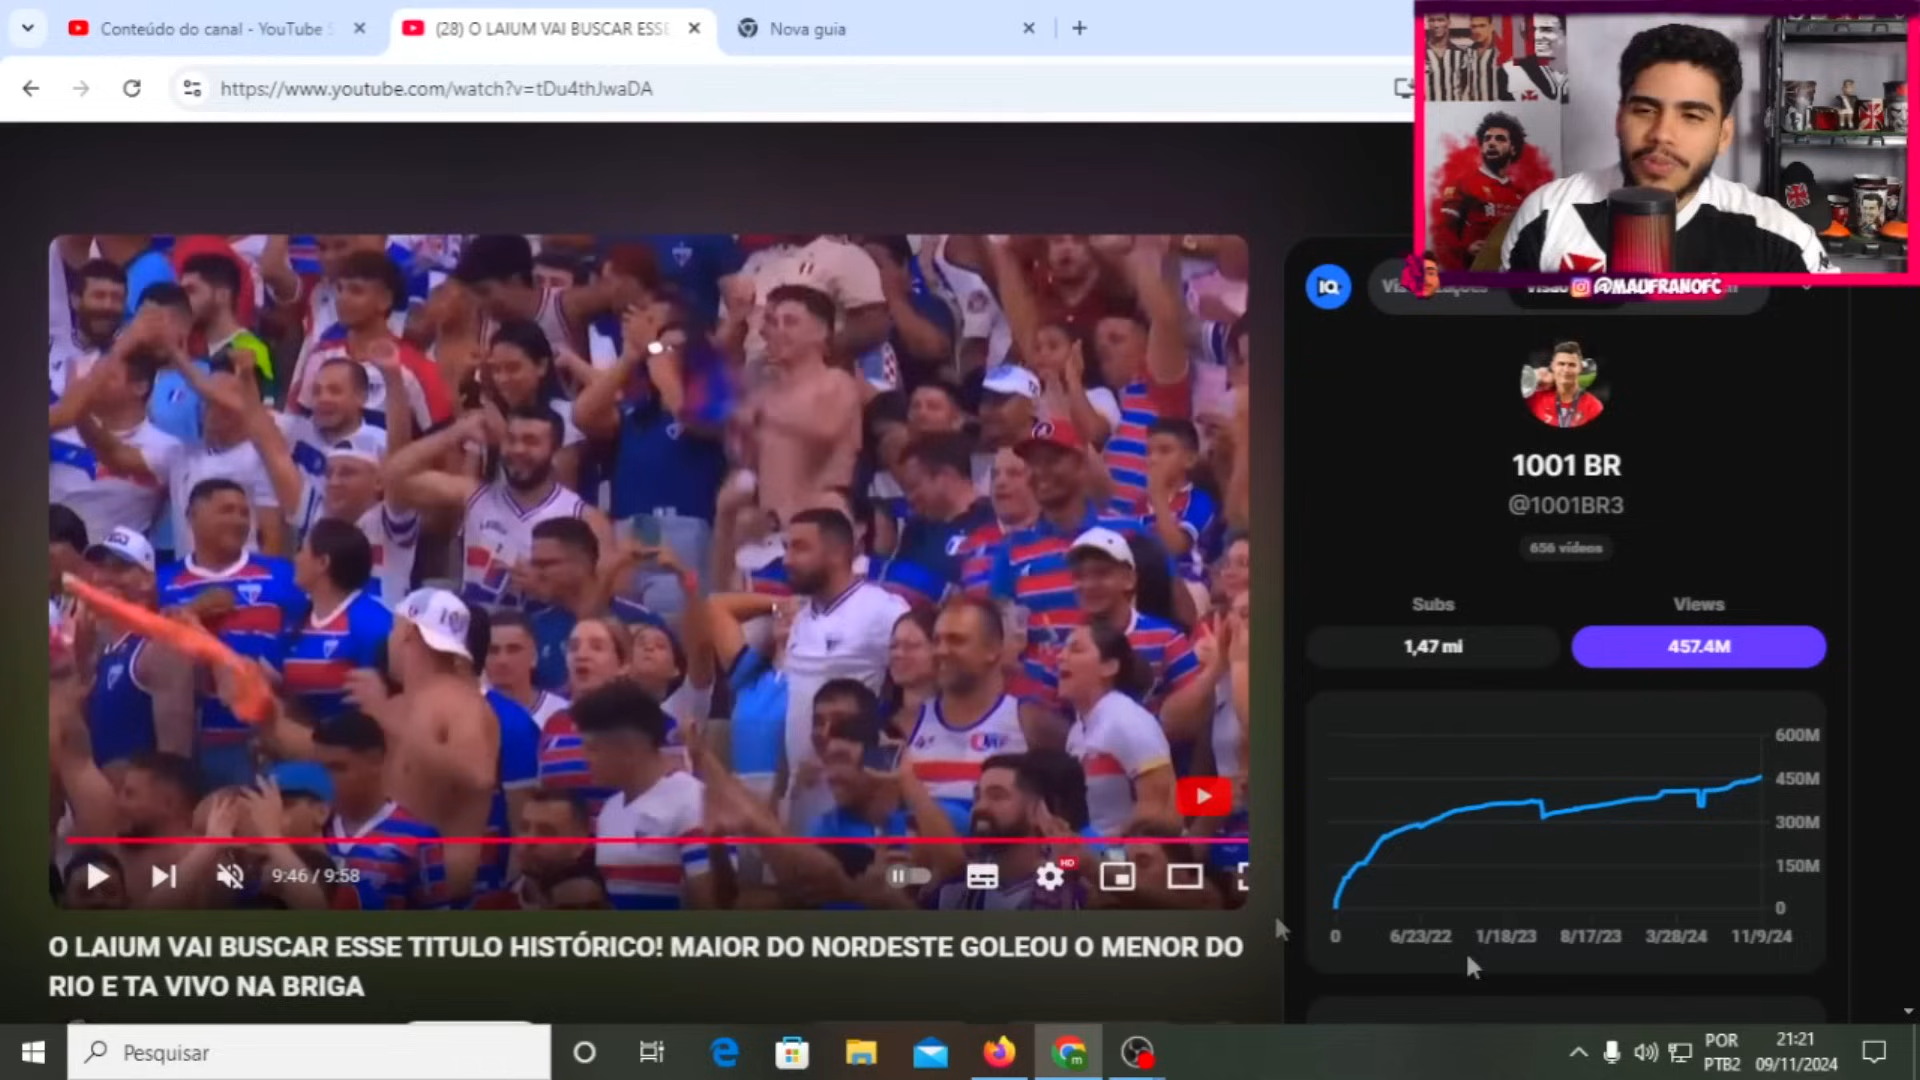 Conteúdo do canal - YouTube S
(28) O LAIUM VAI BUSCAR ESSE
Nova guia
https://www.youtube.com/watch?v=tDu4thJwaDA
@MAUFRANOFC
1001 BR
@1001BR3
656 vídeos
Subs
Views
1,47 mi
457.4M
600M
450M
300M
150M
0
0
6/23/22
1/18/23
8/17/23
3/28/24
11/9/24
9:46 / 9:58
HD
O LAIUM VAI BUSCAR ESSE TITULO HISTÓRICO! MAIOR DO NORDESTE GOLEOU O MENOR DO
RIO E TA VIVO NA BRIGA
Pesquisar
POR
PTB2
21:21
09/11/2024